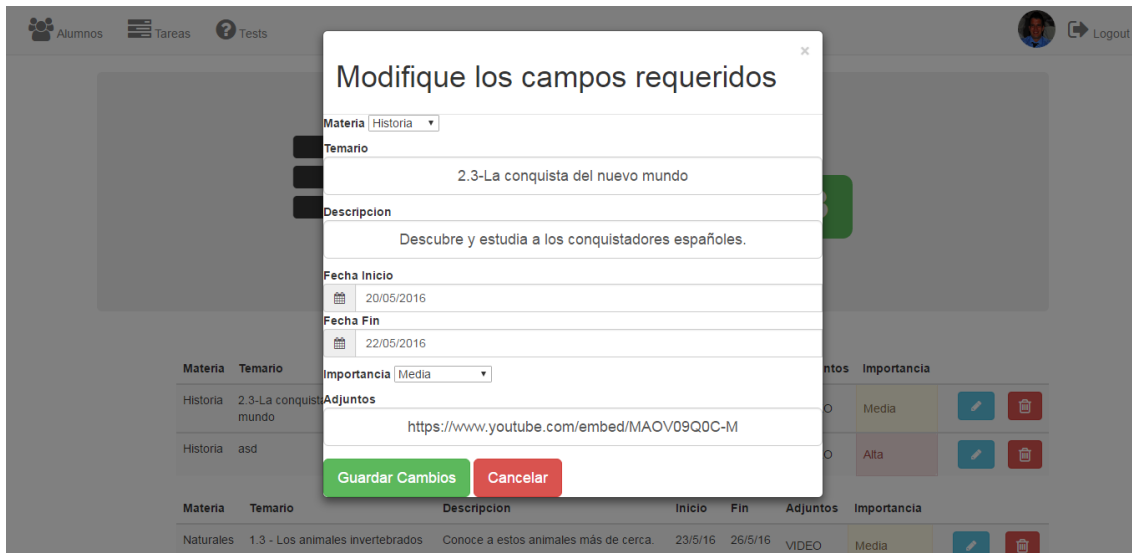 Alumnos Tareas Tests Logout
×
Modifique los campos requeridos
Materia Historia
Temario
2.3-La conquista del nuevo mundo
Descripcion
Descubre y estudia a los conquistadores españoles.
Fecha Inicio
20/05/2016
Fecha Fin
22/05/2016
Importancia Media
Adjuntos
https://www.youtube.com/embed/MAOV09Q0C-M
Guardar Cambios Cancelar
Materia Temario Importancia
Historia 2.3-La Media
mundo
Historia asd Alta
Materia Temario Descripcion Inicio Fin Adjuntos Importancia
Naturales 1.3 - Los animales invertebrados Conoce a estos animales más de cerca. 23/5/16 26/5/16 VIDEO Media